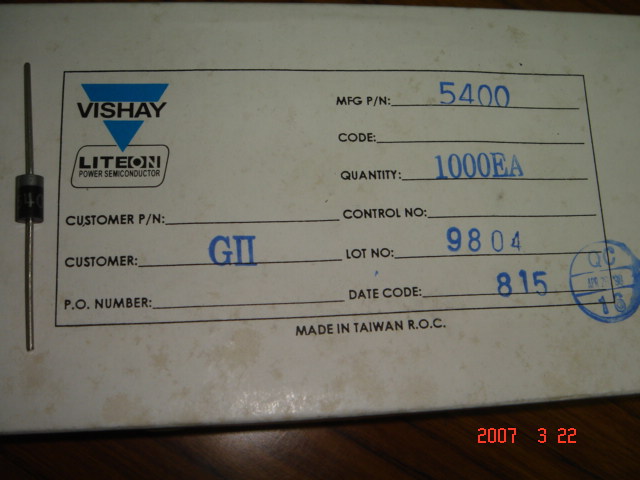 VISHAY
LITEON
POWER SEMICONDUCTOR
MFG P/N: 5400
CODE:
QUANTITY: 1000EA
CUSTOMER P/N:
CONTROL NO:
CUSTOMER: GII
LOT NO: 9804
P.O. NUMBER:
DATE CODE: 815
QC
16
MADE IN TAIWAN R.O.C.
2007 3 22